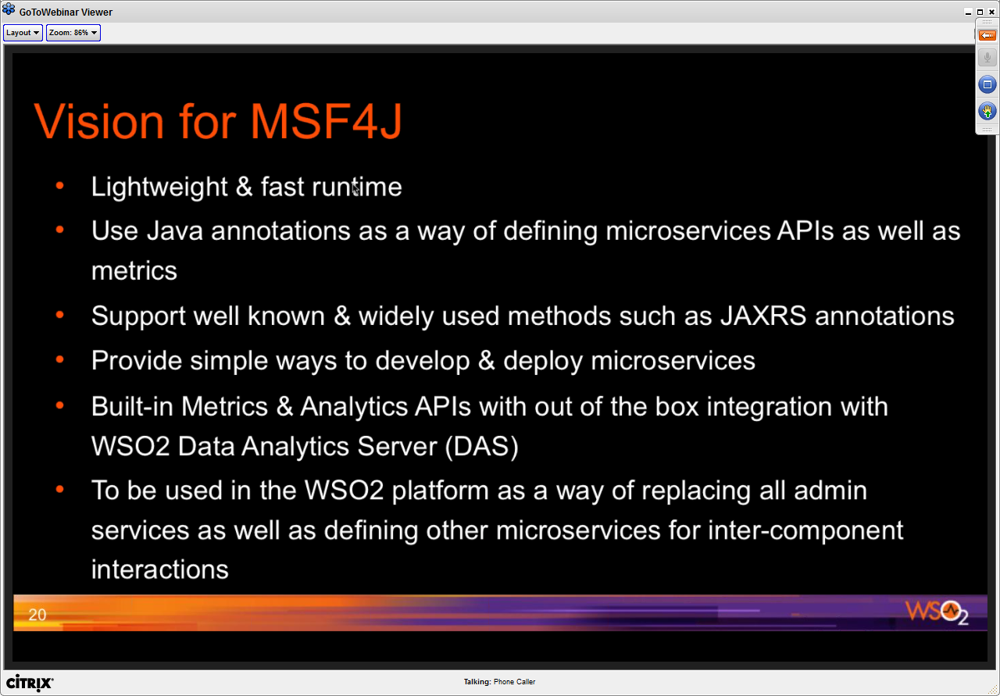 GoToWebinar Viewer
Layout
Zoom: 86%
Vision for MSF4J
• Lightweight & fast runtime
• Use Java annotations as a way of defining microservices APIs as well as
metrics
• Support well known & widely used methods such as JAXRS annotations
• Provide simple ways to develop & deploy microservices
• Built-in Metrics & Analytics APIs with out of the box integration with
WSO2 Data Analytics Server (DAS)
• To be used in the WSO2 platform as a way of replacing all admin
services as well as defining other microservices for inter-component
interactions
20
WSO2
CITRIX
Talking: Phone Caller